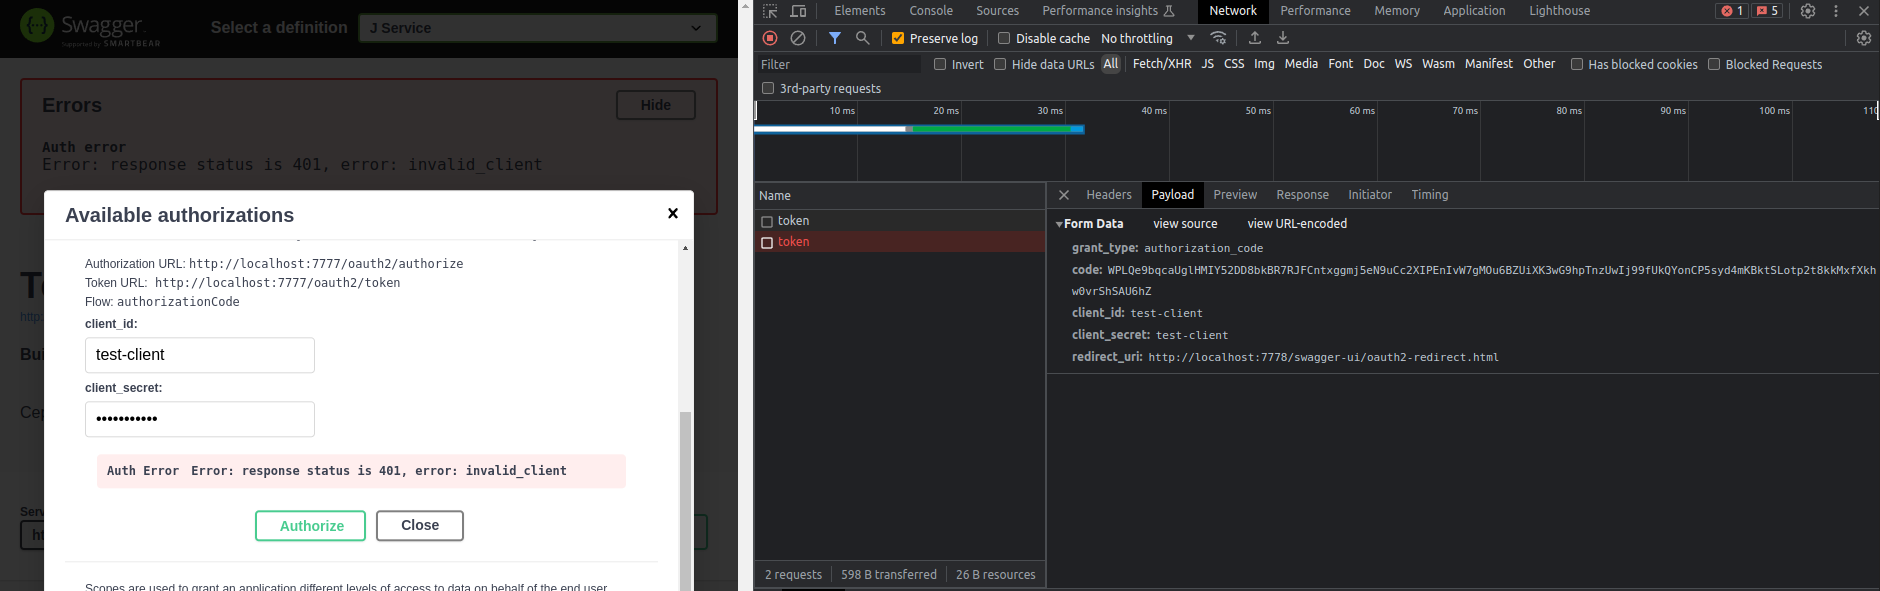 Swagger
Supported by SMARTBEAR
Select a definition
J Service
Errors
Hide
Auth error
Error: response status is 401, error: invalid_client
Available authorizations
Authorization URL: http://localhost:7777/oauth2/authorize
Token URL: http://localhost:7777/oauth2/token
Flow: authorizationCode
client_id:
test-client
client_secret:
•••••••••••
Auth Error Error: response status is 401, error: invalid_client
Authorize
Close
Scopes are used to grant an application different levels of access to data on behalf of the end user
http:
Bui
Elements Console Sources Performance insights Network Performance Memory Application Lighthouse 1 5
Preserve log Disable cache No throttling
Filter Invert Hide data URLs All Fetch/XHR JS CSS Img Media Font Doc WS Wasm Manifest Other Has blocked cookies Blocked Requests
3rd-party requests
10 ms 20 ms 30 ms 40 ms 50 ms 60 ms 70 ms 80 ms 90 ms 100 ms 110
Name
token
token
2 requests 598 B transferred 26 B resources
Headers Payload Preview Response Initiator Timing
Form Data view source view URL-encoded
grant_type: authorization_code
code: WPLQe9bqcaUglHMIY52DD8bkBR7RJFCntxggmj5eN9uCc2XIPEnIvW7gMOu6BZUiXK3wG9hpTnzUwIj99fUkQYonCP5syd4mKBktSLotp2t8kkMxfXkh
w0vrShSAU6hZ
client_id: test-client
client_secret: test-client
redirect_uri: http://localhost:7778/swagger-ui/oauth2-redirect.html